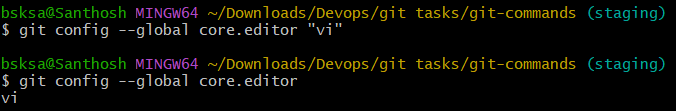 bsksa@Santhosh MINGW64 ~/Downloads/Devops/git tasks/git-commands (staging)
$ git config --global core.editor "vi"
bsksa@Santhosh MINGW64 ~/Downloads/Devops/git tasks/git-commands (staging)
$ git config --global core.editor
vi